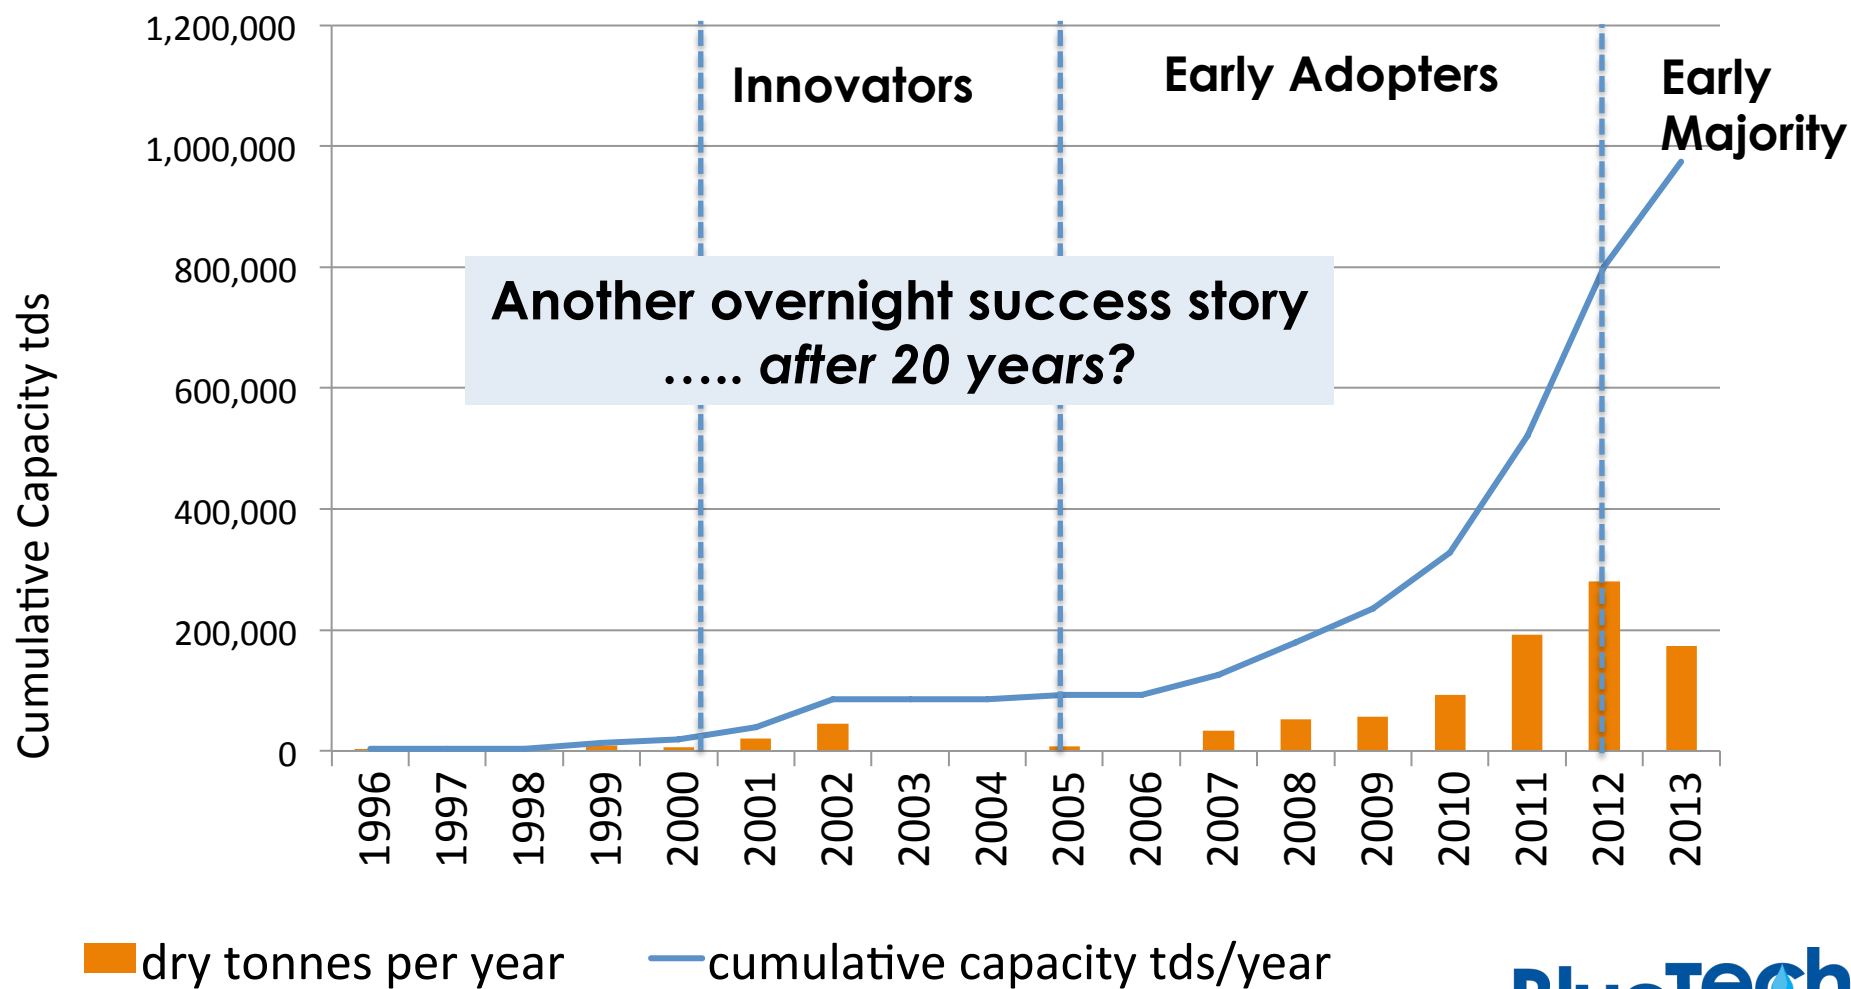 1,200,000
1,000,000
800,000
600,000
400,000
200,000
0
Cumulative Capacity tds
Innovators
Early Adopters
Early
Majority
Another overnight success story
..... after 20 years?
1996
1997
1998
1999
2000
2001
2002
2003
2004
2005
2006
2007
2008
2009
2010
2011
2012
2013
dry tonnes per year
cumulative capacity tds/year
BlueTech